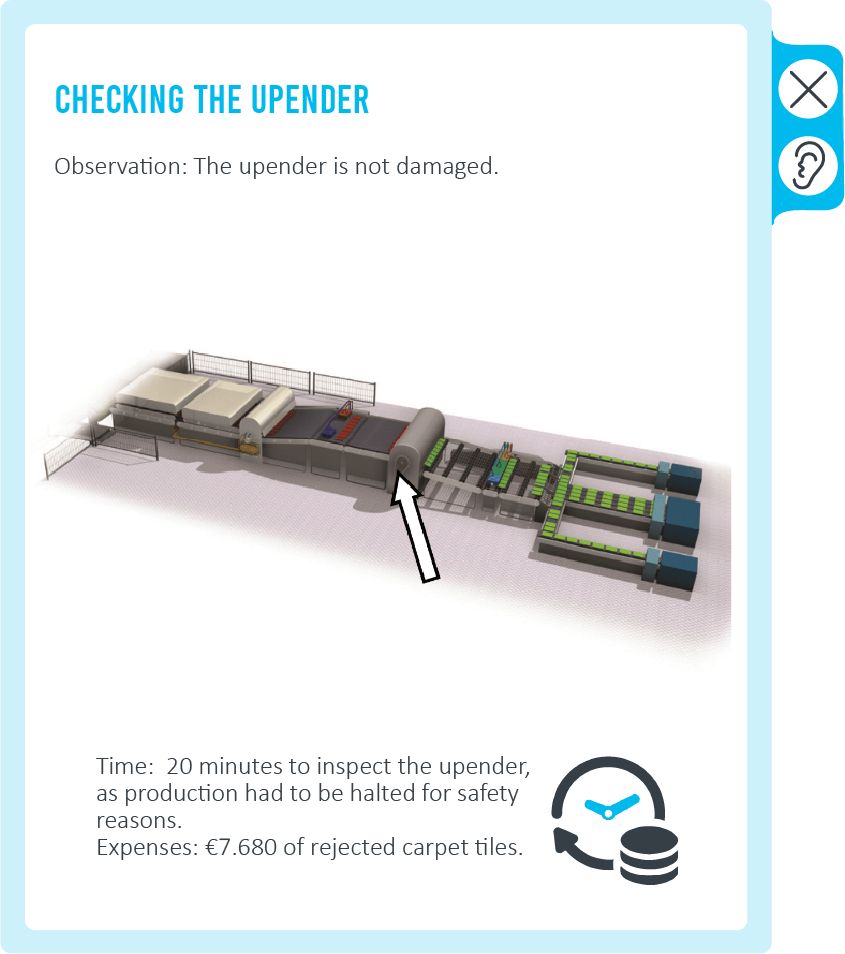 CHECKING THE UPENDER
Observation: The upender is not damaged.
Time:  20 minutes to inspect the upender,
as production had to be halted for safety
reasons.
Expenses: €7.680 of rejected carpet tiles.